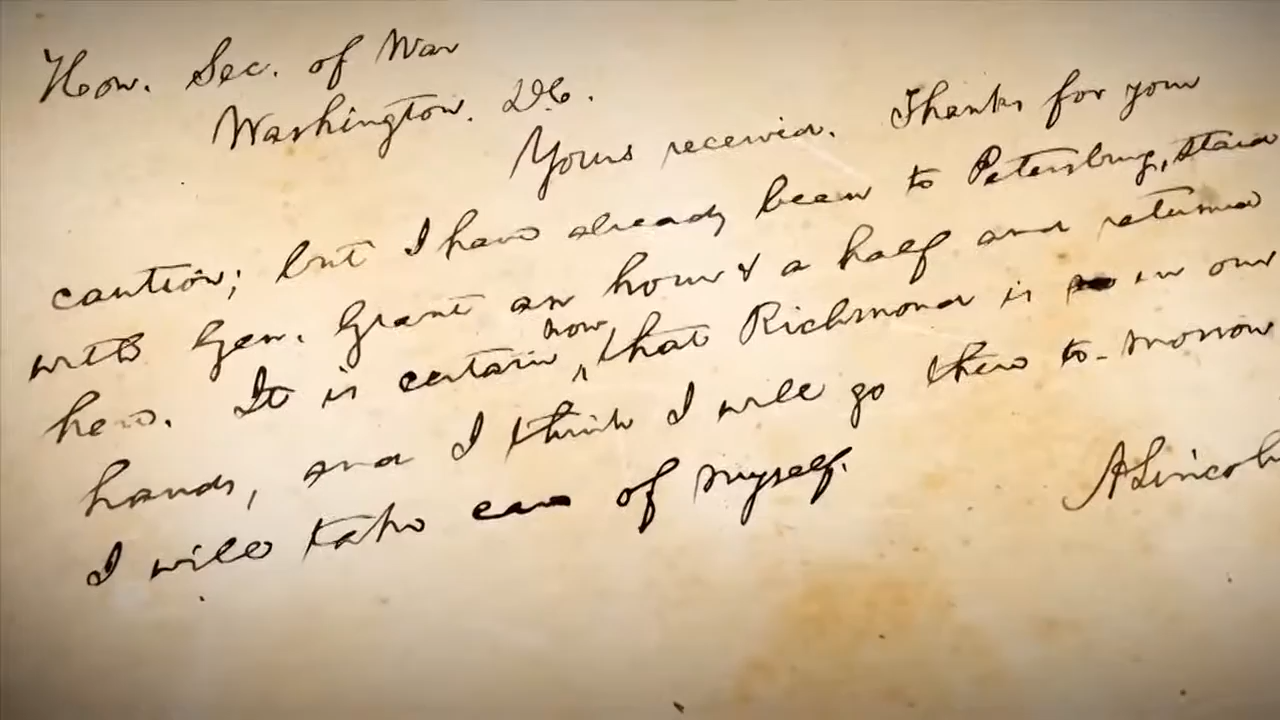 Hon. Sec. of War
Washington. D.C.
Yours received. Thanks for your
caution; but I have already been to Petersburg, staid
with Gen. Grant an hour & a half and returned
here. It is certain now that Richmond is in our
hands, and I think I will go there to-morrow
I will take care of myself.
A Lincoln